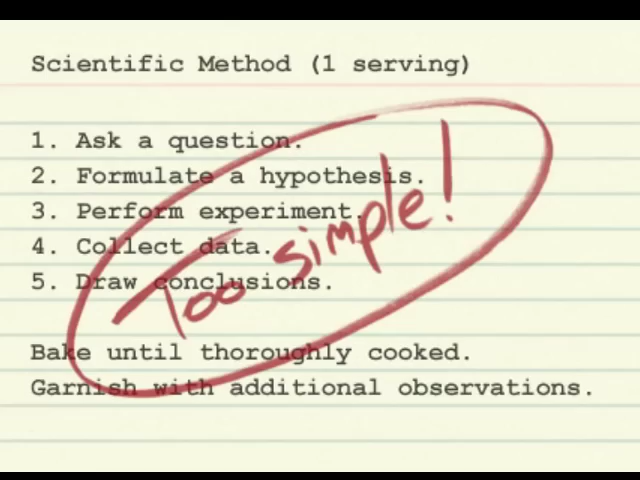 Scientific Method (1 serving)
1. Ask a question.
2. Formulate a hypothesis.
3. Perform experiment.
4. Collect data.
5. Draw conclusions.
Too simple!
Bake until thoroughly cooked.
Garnish with additional observations.